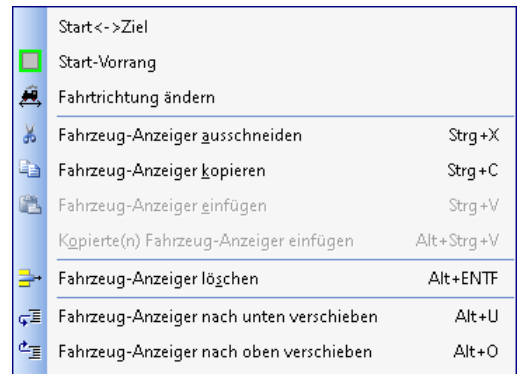 Start<->Ziel
Start-Vorrang
Fahrtrichtung ändern
Fahrzeug-Anzeiger ausschneiden Strg+X
Fahrzeug-Anzeiger kopieren Strg+C
Fahrzeug-Anzeiger einfügen Strg+V
Kopierte(n) Fahrzeug-Anzeiger einfügen Alt+Strg+V
Fahrzeug-Anzeiger löschen Alt+ENTF
Fahrzeug-Anzeiger nach unten verschieben Alt+U
Fahrzeug-Anzeiger nach oben verschieben Alt+O